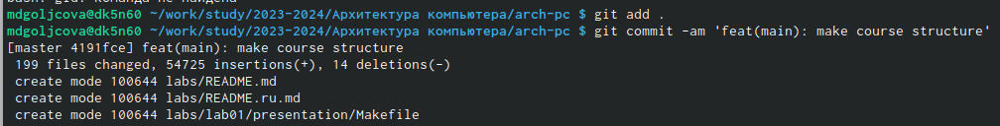 bash: gid: команда не найдена
mdgoljcova@dk5n60 ~/work/study/2023-2024/Архитектура компьютера/arch-pc $ git add .
mdgoljcova@dk5n60 ~/work/study/2023-2024/Архитектура компьютера/arch-pc $ git commit -am 'feat(main): make course structure'
[master 4191fce] feat(main): make course structure
 199 files changed, 54725 insertions(+), 14 deletions(-)
 create mode 100644 labs/README.md
 create mode 100644 labs/README.ru.md
 create mode 100644 labs/lab01/presentation/Makefile